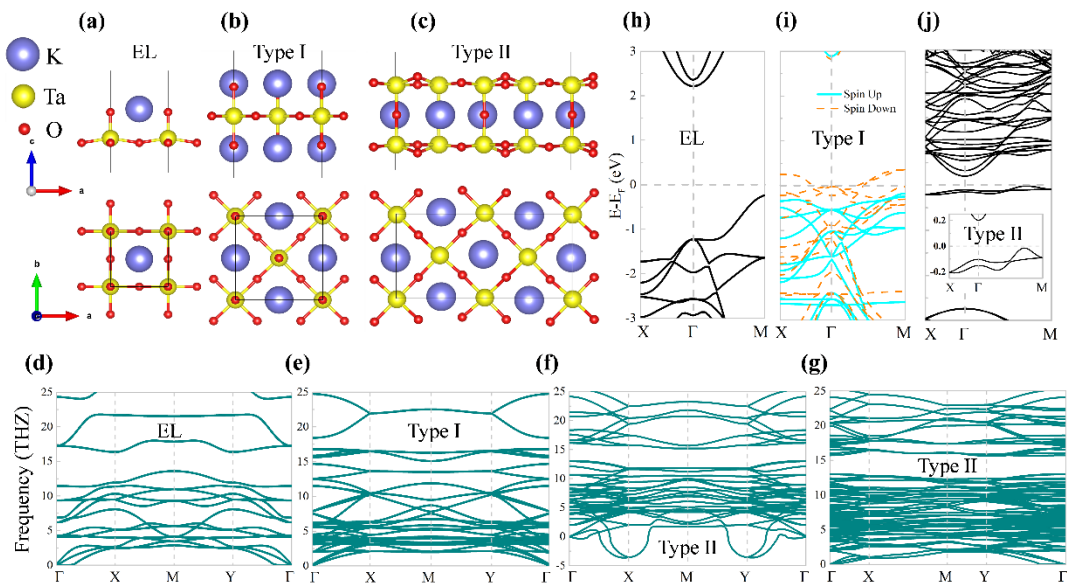 (a) (b) (c) (h) (i) (j)
EL Type I Type II
K
Ta
O
c
a
b
a
E-E_F (eV)
3
2
1
0
-1
-2
-3
EL
X Γ M
Spin Up
Spin Down
Type I
X Γ M
0.2
0.0
-0.2
Type II
X Γ M
X Γ M
(d) (e) (f) (g)
Frequency (THZ)
25
20
15
10
5
0
EL
Γ X M Y Γ
25
20
15
10
5
0
Type I
Γ X M Y Γ
25
20
15
10
5
0
-5
Type II
Γ X M Y Γ
25
20
15
10
5
0
Type II
Γ X M Y Γ